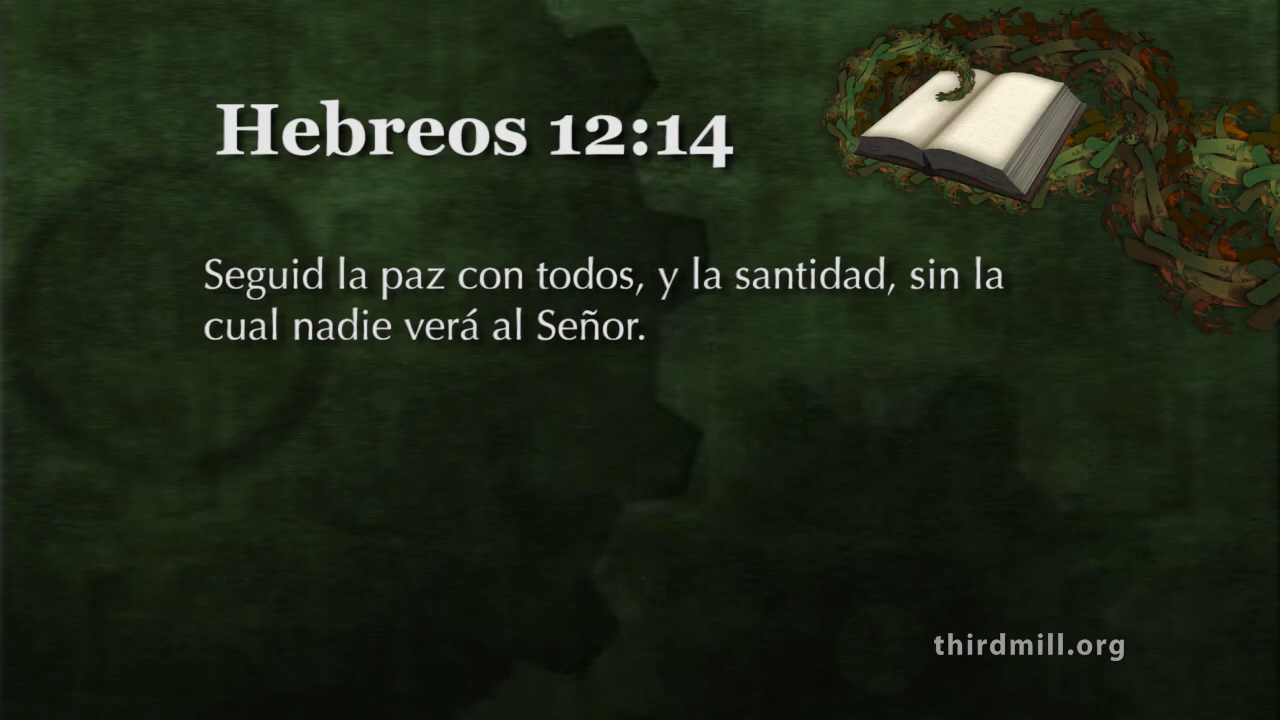 Hebreos 12:14
Seguid la paz con todos, y la santidad, sin la
cual nadie verá al Señor.
thirdmill.org